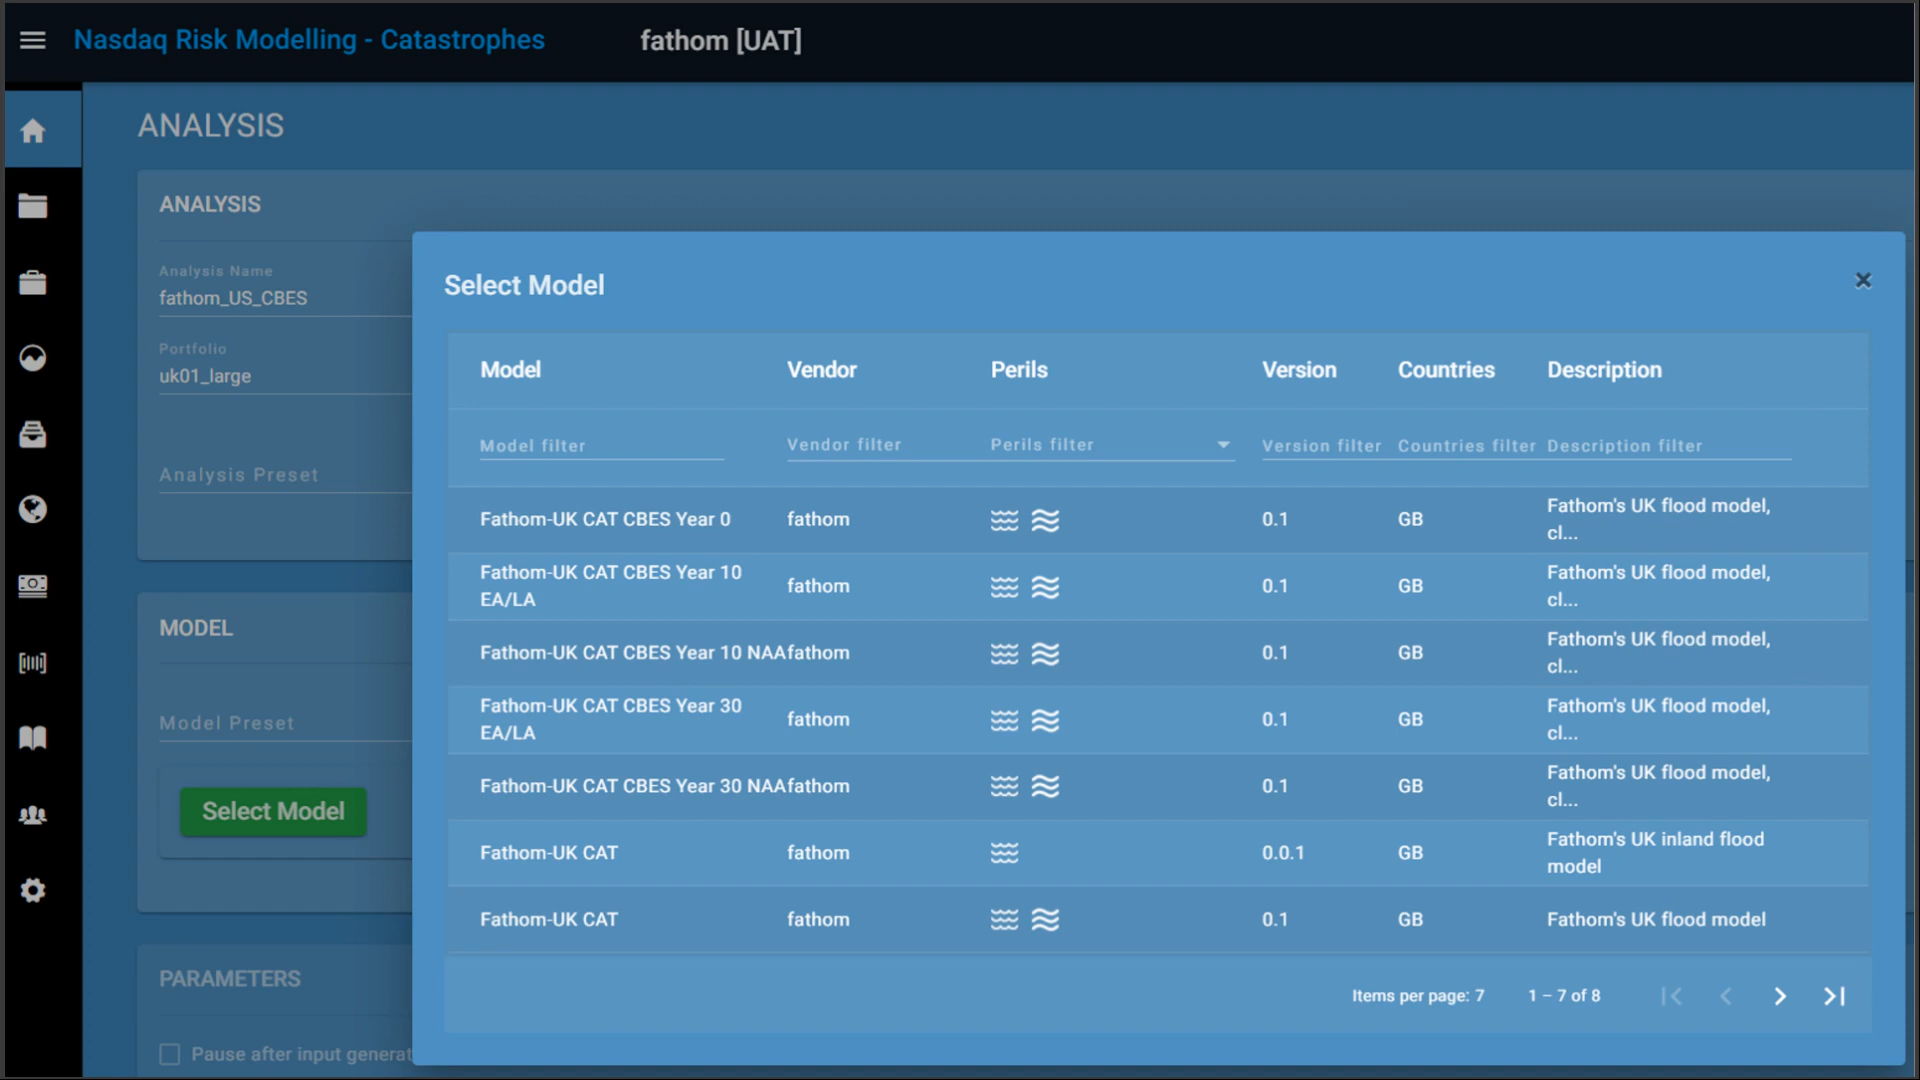 Nasdaq Risk Modelling - Catastrophes
fathom [UAT]
ANALYSIS
ANALYSIS
Analysis Name
fathom_US_CBES
Portfolio
uk01_large
Analysis Preset
MODEL
Model Preset
Select Model
PARAMETERS
Pause after input generat
Select Model
Model Vendor Perils Version Countries Description
Model filter Vendor filter Perils filter Version filter Countries filter Description filter
Fathom-UK CAT CBES Year 0 fathom 0.1 GB Fathom's UK flood model,
cl...
Fathom-UK CAT CBES Year 10
EA/LA fathom 0.1 GB Fathom's UK flood model,
cl...
Fathom-UK CAT CBES Year 10 NAA fathom 0.1 GB Fathom's UK flood model,
cl...
Fathom-UK CAT CBES Year 30
EA/LA fathom 0.1 GB Fathom's UK flood model,
cl...
Fathom-UK CAT CBES Year 30 NAA fathom 0.1 GB Fathom's UK flood model,
cl...
Fathom-UK CAT fathom 0.0.1 GB Fathom's UK inland flood
model
Fathom-UK CAT fathom 0.1 GB Fathom's UK flood model
Items per page: 7 1 – 7 of 8